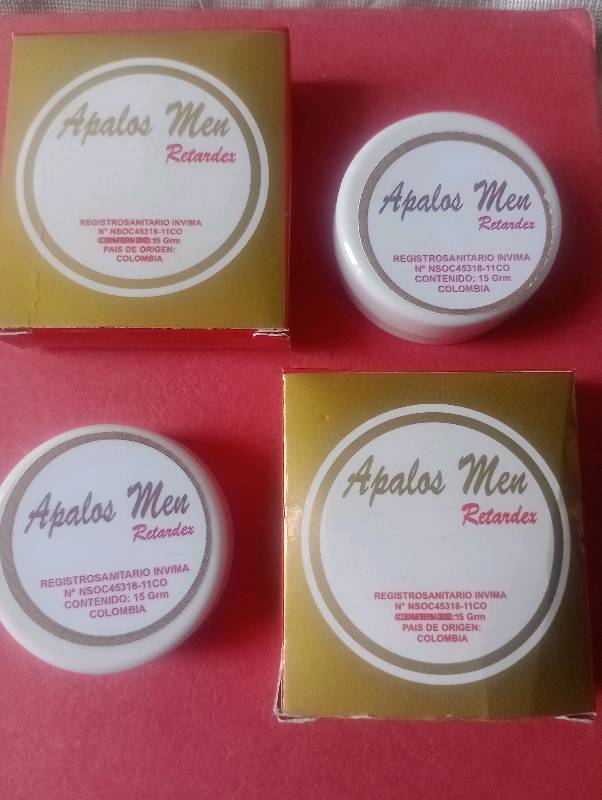 Apalos Men
Retardex
REGISTROSANITARIO INVIMA
N° NSOC45318-11CO
CONTENIDO:15 Grm
PAIS DE ORIGEN:
COLOMBIA
Apalos Men
Retardex
REGISTROSANITARIO INVIMA
N° NSOC45318-11CO
CONTENIDO: 15 Grm
COLOMBIA
Apalos Men
Retardex
REGISTROSANITARIO INVIMA
N° NSOC45318-11CO
CONTENIDO: 15 Grm
COLOMBIA
Apalos Men
Retardex
REGISTROSANITARIO INVIMA
N° NSOC45318-11CO
CONTENIDO:15 Grm
PAIS DE ORIGEN:
COLOMBIA